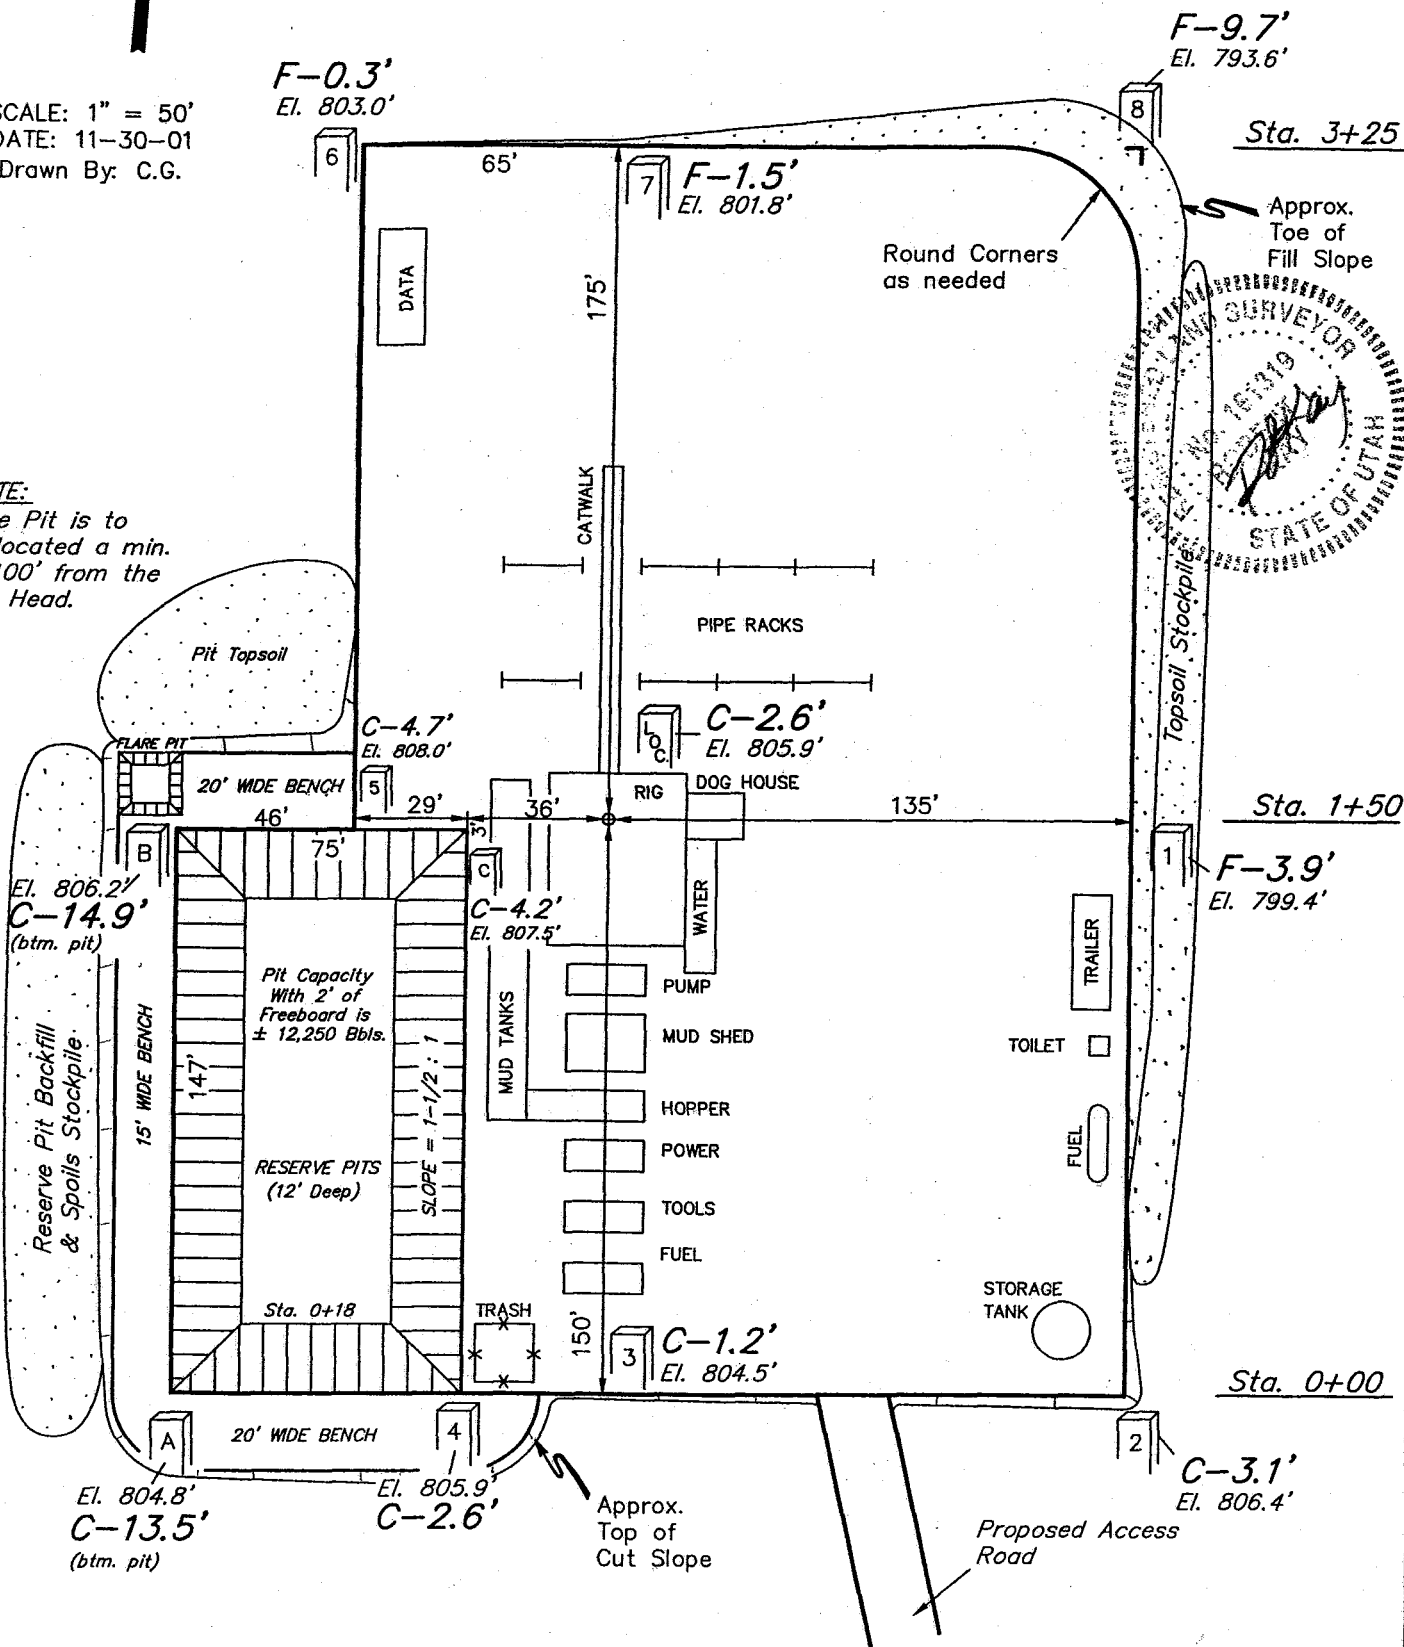 F-9.7'
El. 793.6'
F-0.3'
El. 803.0'
SCALE: 1" = 50'
DATE: 11-30-01
Drawn By: C.G.
8
Sta. 3+25
6
65'
7
F-1.5'
El. 801.8'
Approx.
Toe of
Fill Slope
Round Corners
as needed
DATA
175'
LAND SURVEYOR
No. 161319
STATE OF UTAH
CATWALK
TE:
e Pit is to
located a min.
100' from the
Head.
PIPE RACKS
Pit Topsoil
Topsoil Stockpile
C-4.7'
El. 808.0'
LOC.
C-2.6'
El. 805.9'
FLARE PIT
20' WIDE BENCH
5
RIG
DOG HOUSE
46'
29'
36'
135'
Sta. 1+50
75'
3'
B
C
1
El. 806.2'
C-14.9'
(btm. pit)
C-4.2'
El. 807.5'
F-3.9'
El. 799.4'
WATER
TRAILER
Pit Capacity
With 2' of
Freeboard is
± 12,250 Bbls.
PUMP
MUD SHED
MUD TANKS
TOILET
15' WIDE BENCH
147'
SLOPE = 1-1/2 : 1
Reserve Pit Backfill
& Spoils Stockpile
HOPPER
POWER
FUEL
RESERVE PITS
(12' Deep)
TOOLS
FUEL
STORAGE
TANK
Sta. 0+18
TRASH
150'
3
C-1.2'
El. 804.5'
Sta. 0+00
A
20' WIDE BENCH
4
2
El. 804.8'
C-13.5'
(btm. pit)
El. 805.9'
C-2.6'
C-3.1'
El. 806.4'
Approx.
Top of
Cut Slope
Proposed Access
Road